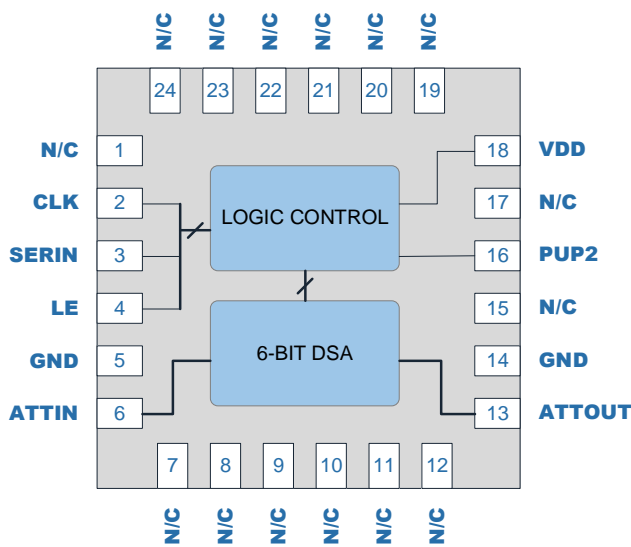 N/C N/C N/C N/C N/C N/C
24 23 22 21 20 19
N/C 1
18 VDD
CLK 2
17 N/C
LOGIC CONTROL
SERIN 3
16 PUP2
LE 4
15 N/C
GND 5
6-BIT DSA
14 GND
ATTIN 6
13 ATTOUT
7 8 9 10 11 12
N/C N/C N/C N/C N/C N/C